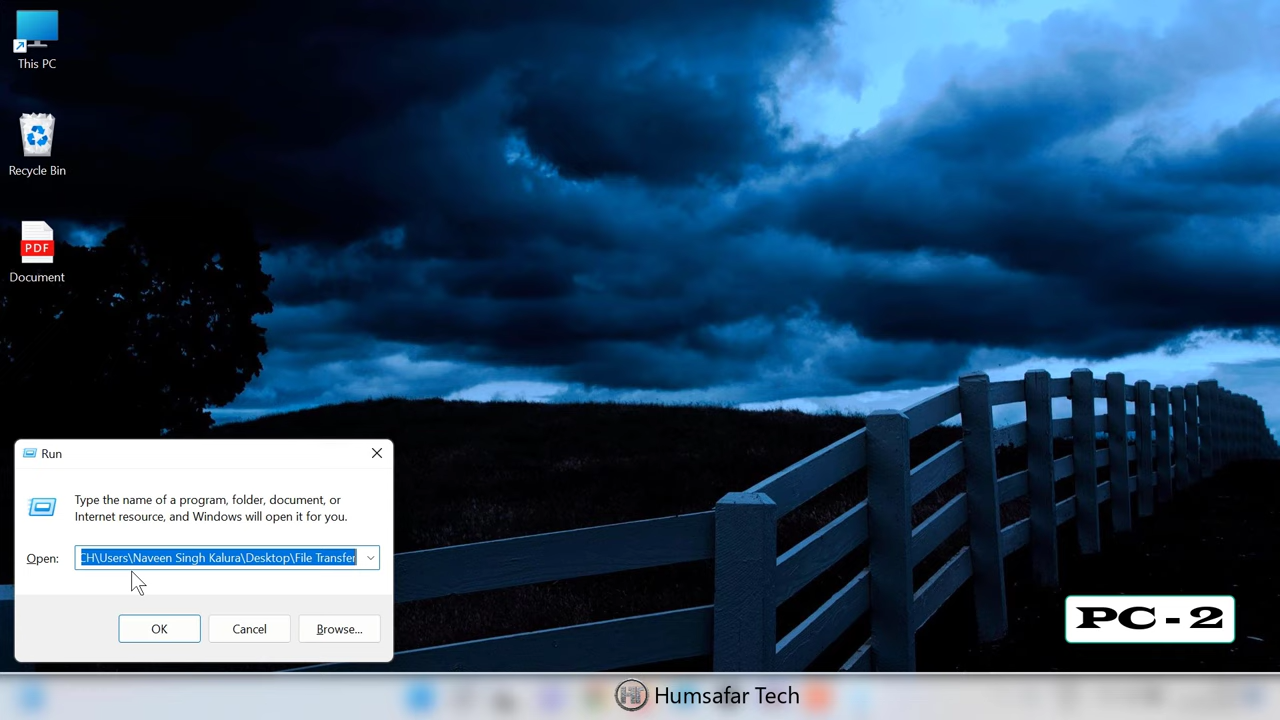 This PC
Recycle Bin
PDF
Document
Run
Type the name of a program, folder, document, or
Internet resource, and Windows will open it for you.
Open:
CH\Users\Naveen Singh Kalura\Desktop\File Transfer
OK
Cancel
Browse...
PC - 2
Humsafar Tech